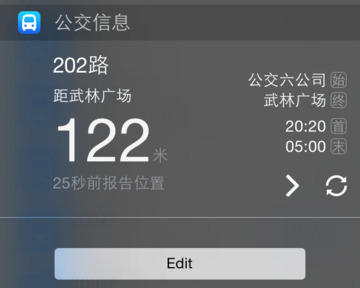 公交信息
202路
距武林广场
122米
25秒前报告位置
公交六公司 始
武林广场 终
20:20 首
05:00 末
Edit